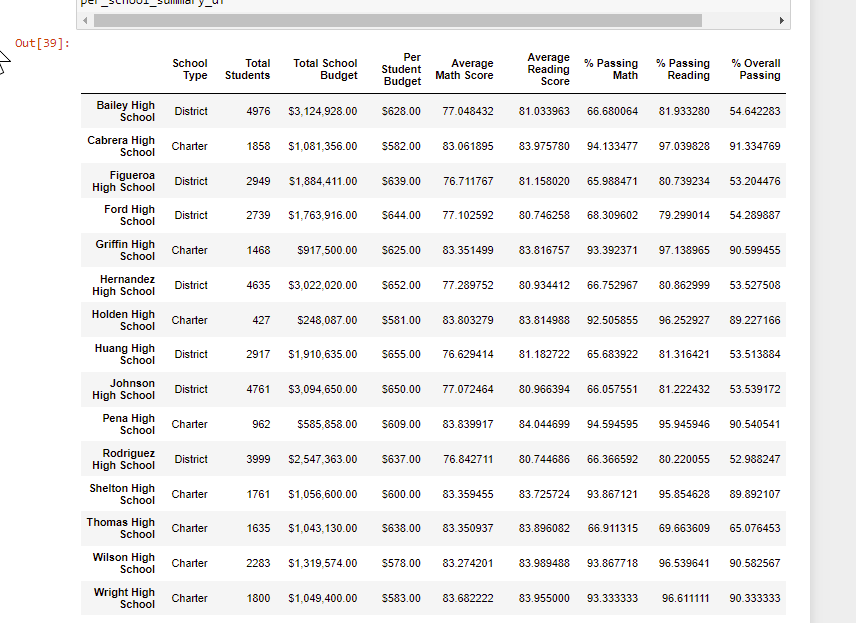 per_school_summary_df
Out[39]:
School Type Total Students Total School Budget Per Student Budget Average Math Score Average Reading Score % Passing Math % Passing Reading % Overall Passing
Bailey High School District 4976 $3,124,928.00 $628.00 77.048432 81.033963 66.680064 81.933280 54.642283
Cabrera High School Charter 1858 $1,081,356.00 $582.00 83.061895 83.975780 94.133477 97.039828 91.334769
Figueroa High School District 2949 $1,884,411.00 $639.00 76.711767 81.158020 65.988471 80.739234 53.204476
Ford High School District 2739 $1,763,916.00 $644.00 77.102592 80.746258 68.309602 79.299014 54.289887
Griffin High School Charter 1468 $917,500.00 $625.00 83.351499 83.816757 93.392371 97.138965 90.599455
Hernandez High School District 4635 $3,022,020.00 $652.00 77.289752 80.934412 66.752967 80.862999 53.527508
Holden High School Charter 427 $248,087.00 $581.00 83.803279 83.814988 92.505855 96.252927 89.227166
Huang High School District 2917 $1,910,635.00 $655.00 76.629414 81.182722 65.683922 81.316421 53.513884
Johnson High School District 4761 $3,094,650.00 $650.00 77.072464 80.966394 66.057551 81.222432 53.539172
Pena High School Charter 962 $585,858.00 $609.00 83.839917 84.044699 94.594595 95.945946 90.540541
Rodriguez High School District 3999 $2,547,363.00 $637.00 76.842711 80.744686 66.366592 80.220055 52.988247
Shelton High School Charter 1761 $1,056,600.00 $600.00 83.359455 83.725724 93.867121 95.854628 89.892107
Thomas High School Charter 1635 $1,043,130.00 $638.00 83.350937 83.896082 66.911315 69.663609 65.076453
Wilson High School Charter 2283 $1,319,574.00 $578.00 83.274201 83.989488 93.867718 96.539641 90.582567
Wright High School Charter 1800 $1,049,400.00 $583.00 83.682222 83.955000 93.333333 96.611111 90.333333